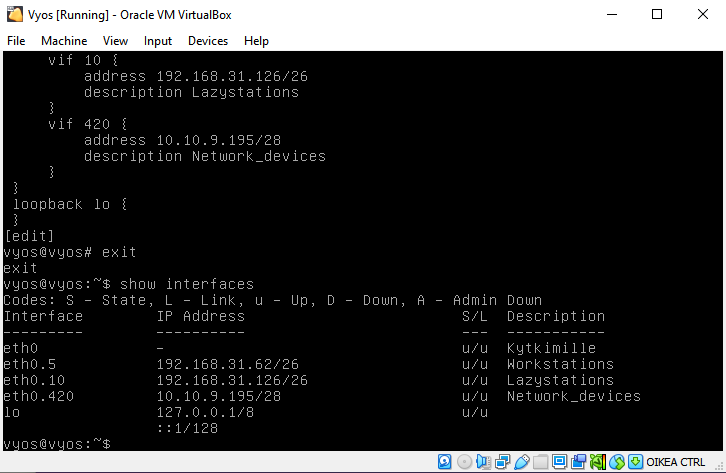 Vyos [Running] - Oracle VM VirtualBox
File Machine View Input Devices Help
vif 10 {
address 192.168.31.126/26
description Lazystations
}
vif 420 {
address 10.10.9.195/28
description Network_devices
}
}
loopback lo {
}
[edit]
vyos@vyos# exit
exit
vyos@vyos:~$ show interfaces
Codes: S - State, L - Link, u - Up, D - Down, A - Admin Down
Interface IP Address S/L Description
--------- ---------- --- -----------
eth0 - u/u Kytkimille
eth0.5 192.168.31.62/26 u/u Workstations
eth0.10 192.168.31.126/26 u/u Lazystations
eth0.420 10.10.9.195/28 u/u Network_devices
lo 127.0.0.1/8 u/u
::1/128
vyos@vyos:~$
OIKEA CTRL